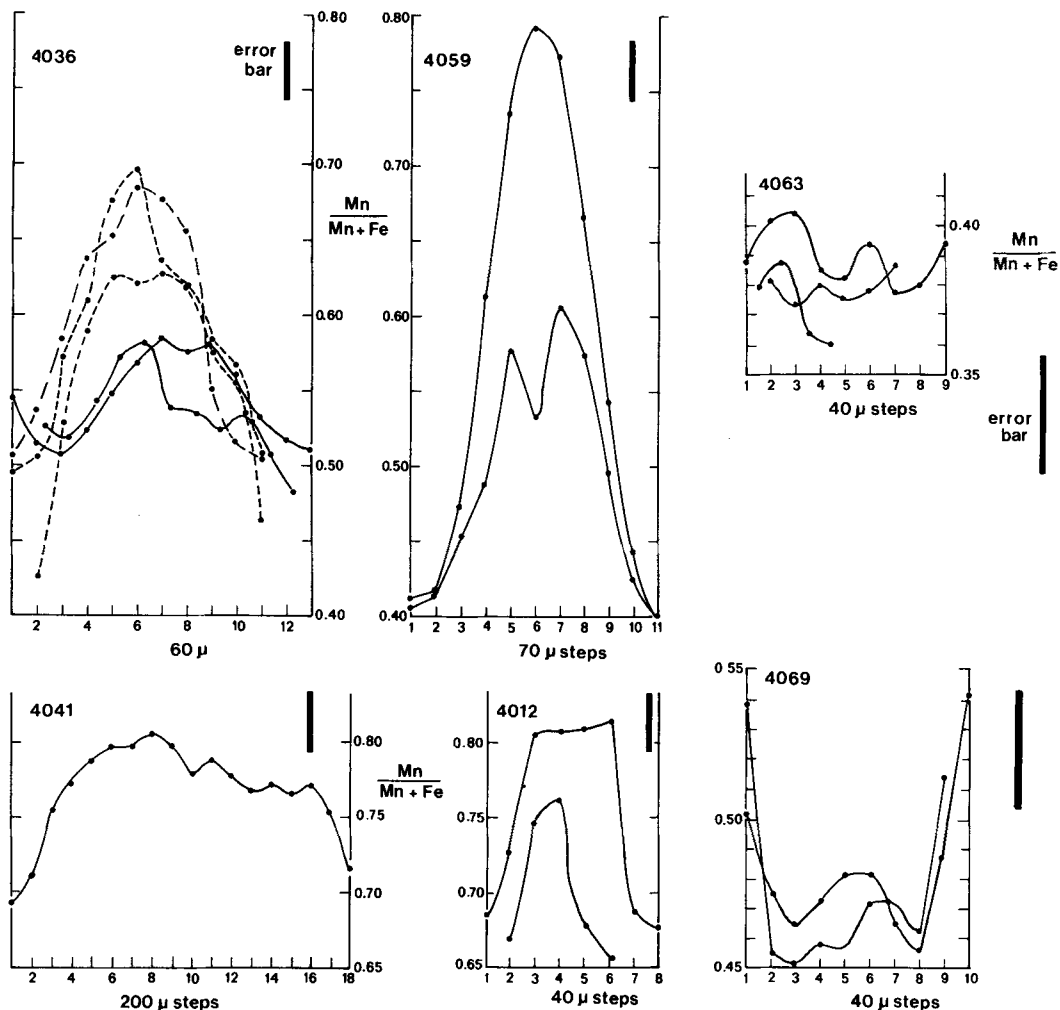 4036
error
bar
0.80
0.70
0.60
0.50
0.40
2 4 6 8 10 12
60 μ
Mn
Mn + Fe
4059
0.80
0.70
0.60
0.50
0.40
1 2 3 4 5 6 7 8 9 10 11
70 μ steps
4063
0.40
0.35
1 2 3 4 5 6 7 8 9
40 μ steps
Mn
Mn + Fe
error
bar
4041
0.80
0.75
0.70
0.65
2 4 6 8 10 12 14 16 18
200 μ steps
Mn
Mn + Fe
4012
0.80
0.75
0.70
0.65
1 2 3 4 5 6 7 8
40 μ steps
4069
0.55
0.50
0.45
1 2 3 4 5 6 7 8 9 10
40 μ steps